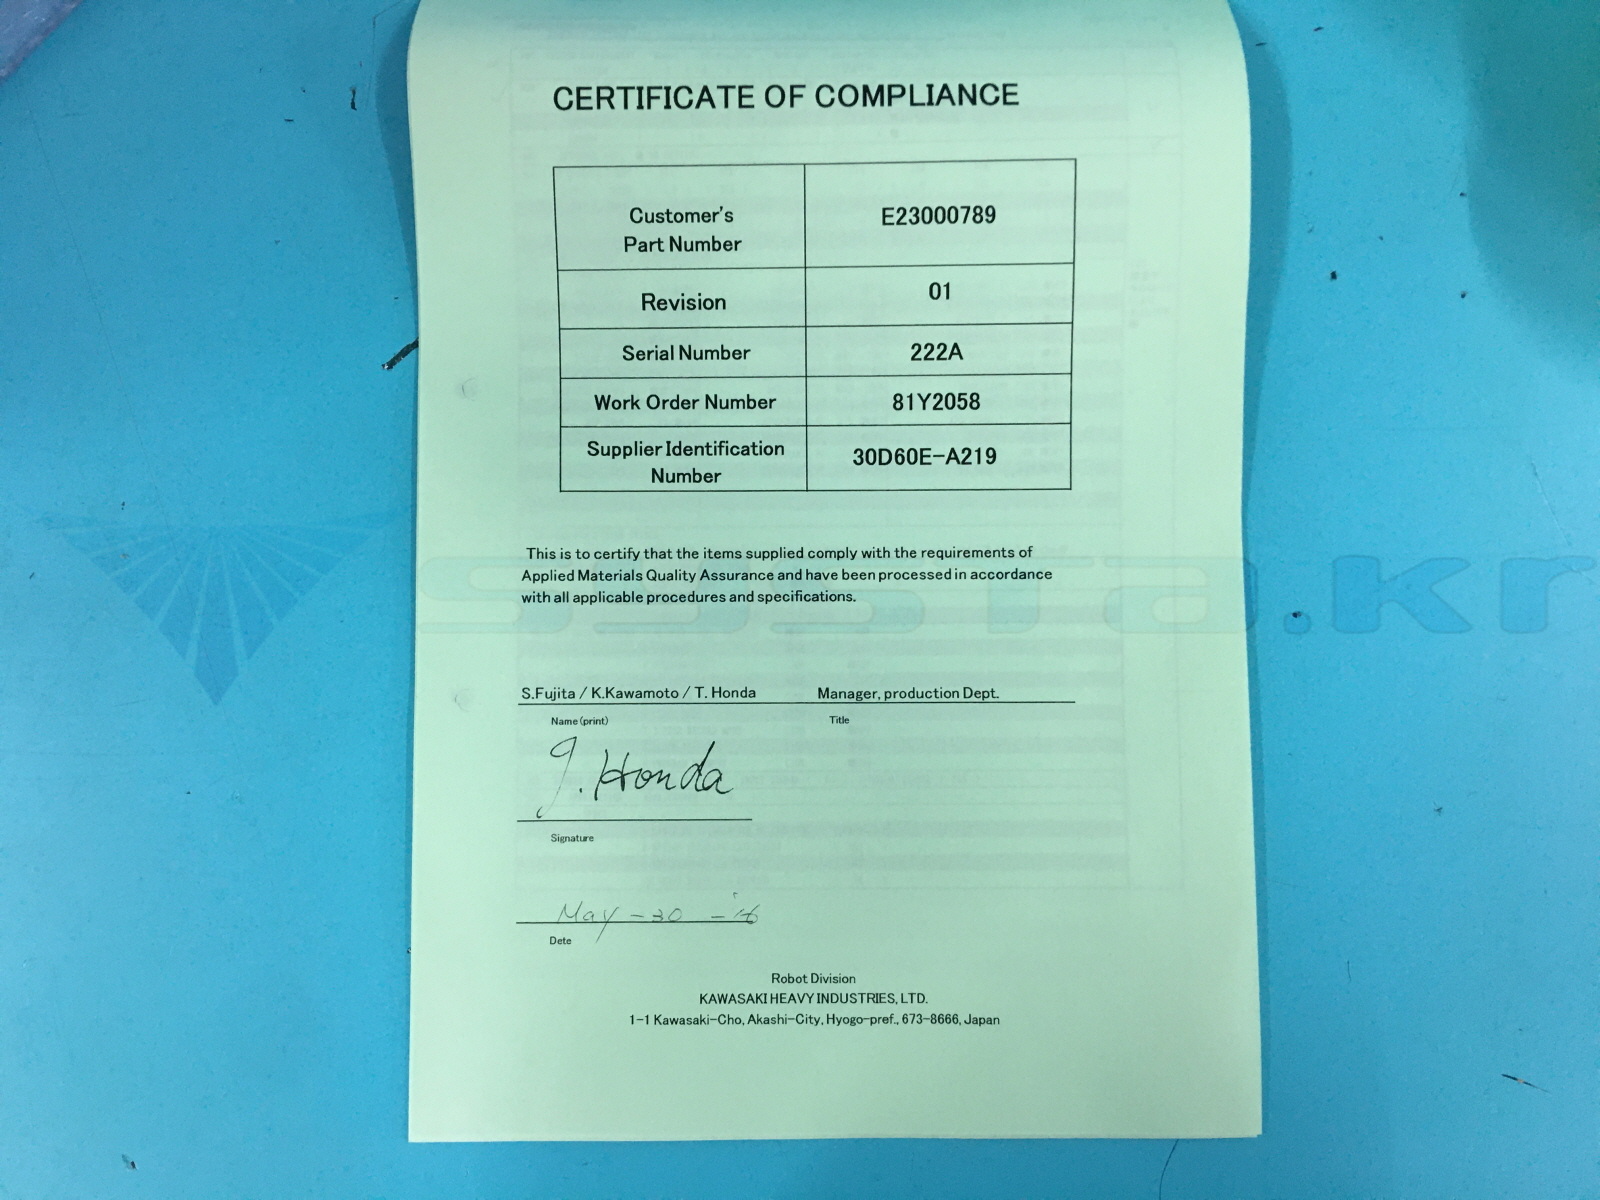 CERTIFICATE OF COMPLIANCE
Customer's
Part Number
E23000789
Revision
01
Serial Number
222A
Work Order Number
81Y2058
Supplier Identification
Number
30D60E-A219
This is to certify that the items supplied comply with the requirements of
Applied Materials Quality Assurance and have been processed in accordance
with all applicable procedures and specifications.
S.Fujita / K.Kawamoto / T. Honda
Manager, production Dept.
Name (print)
Title
J. Honda
Signature
May-30-'16
Dete
Robot Division
KAWASAKI HEAVY INDUSTRIES, LTD.
1-1 Kawasaki-Cho, Akashi-City, Hyogo-pref., 673-8666, Japan
systa.kr